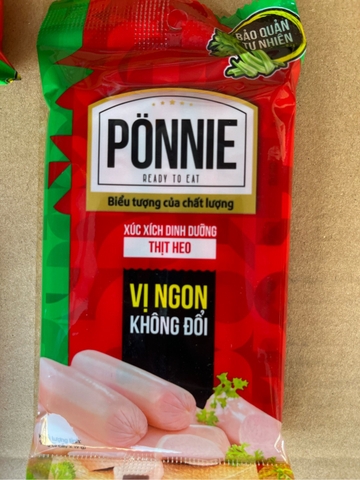 BẢO QUẢN
TỰ NHIÊN
PÖNNIE
READY TO EAT
Biểu tượng của chất lượng
XÚC XÍCH DINH DƯỠNG
THỊT HEO
VỊ NGON
KHÔNG ĐỔI